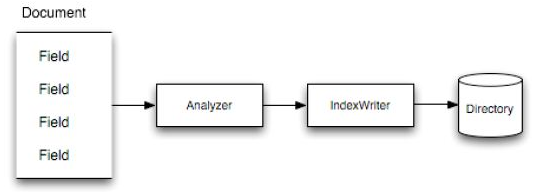 Document
Field
Field
Field
Field
Analyzer
IndexWriter
Directory